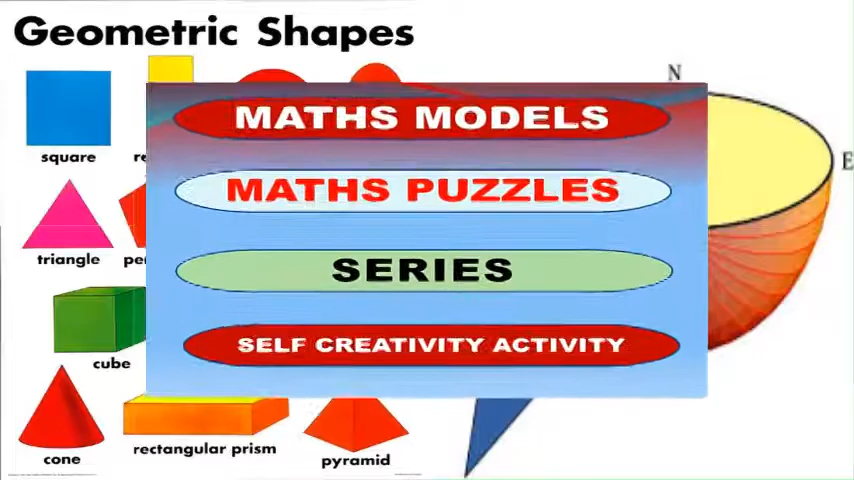 Geometric Shapes
N
E
MATHS MODELS
MATHS PUZZLES
SERIES
SELF CREATIVITY ACTIVITY
square
triangle
cube
cone
rectangular prism
pyramid